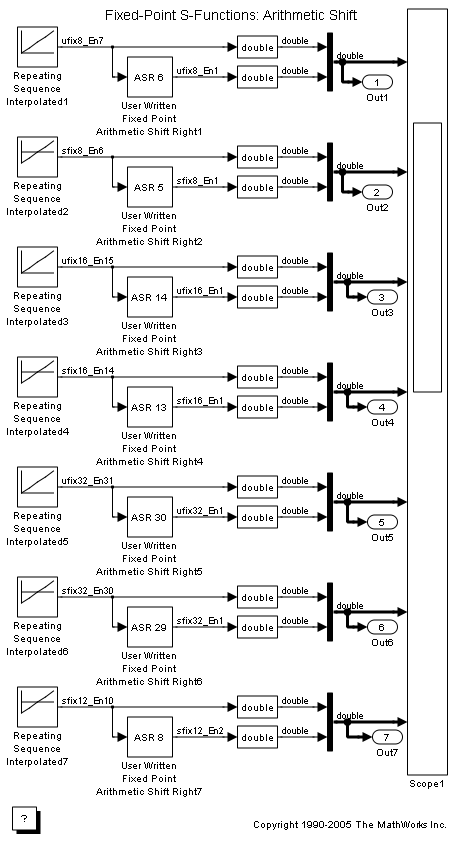 Fixed-Point S-Functions: Arithmetic Shift
ufix8_En7
double
double
double
Repeating
Sequence
Interpolated1
ASR 6
ufix8_En1
double
double
1
Out1
User Written
Fixed Point
Arithmetic Shift Right1
sfix8_En6
double
double
double
Repeating
Sequence
Interpolated2
ASR 5
sfix8_En1
double
double
2
Out2
User Written
Fixed Point
Arithmetic Shift Right2
ufix16_En15
double
double
double
Repeating
Sequence
Interpolated3
ASR 14
ufix16_En1
double
double
3
Out3
User Written
Fixed Point
Arithmetic Shift Right3
sfix16_En14
double
double
double
Repeating
Sequence
Interpolated4
ASR 13
sfix16_En1
double
double
4
Out4
User Written
Fixed Point
Arithmetic Shift Right4
ufix32_En31
double
double
double
Repeating
Sequence
Interpolated5
ASR 30
ufix32_En1
double
double
5
Out5
User Written
Fixed Point
Arithmetic Shift Right5
sfix32_En30
double
double
double
Repeating
Sequence
Interpolated6
ASR 29
sfix32_En1
double
double
6
Out6
User Written
Fixed Point
Arithmetic Shift Right6
sfix12_En10
double
double
double
Repeating
Sequence
Interpolated7
ASR 8
sfix12_En2
double
double
7
Out7
User Written
Fixed Point
Arithmetic Shift Right7
Scope1
?
Copyright 1990-2005 The MathWorks Inc.